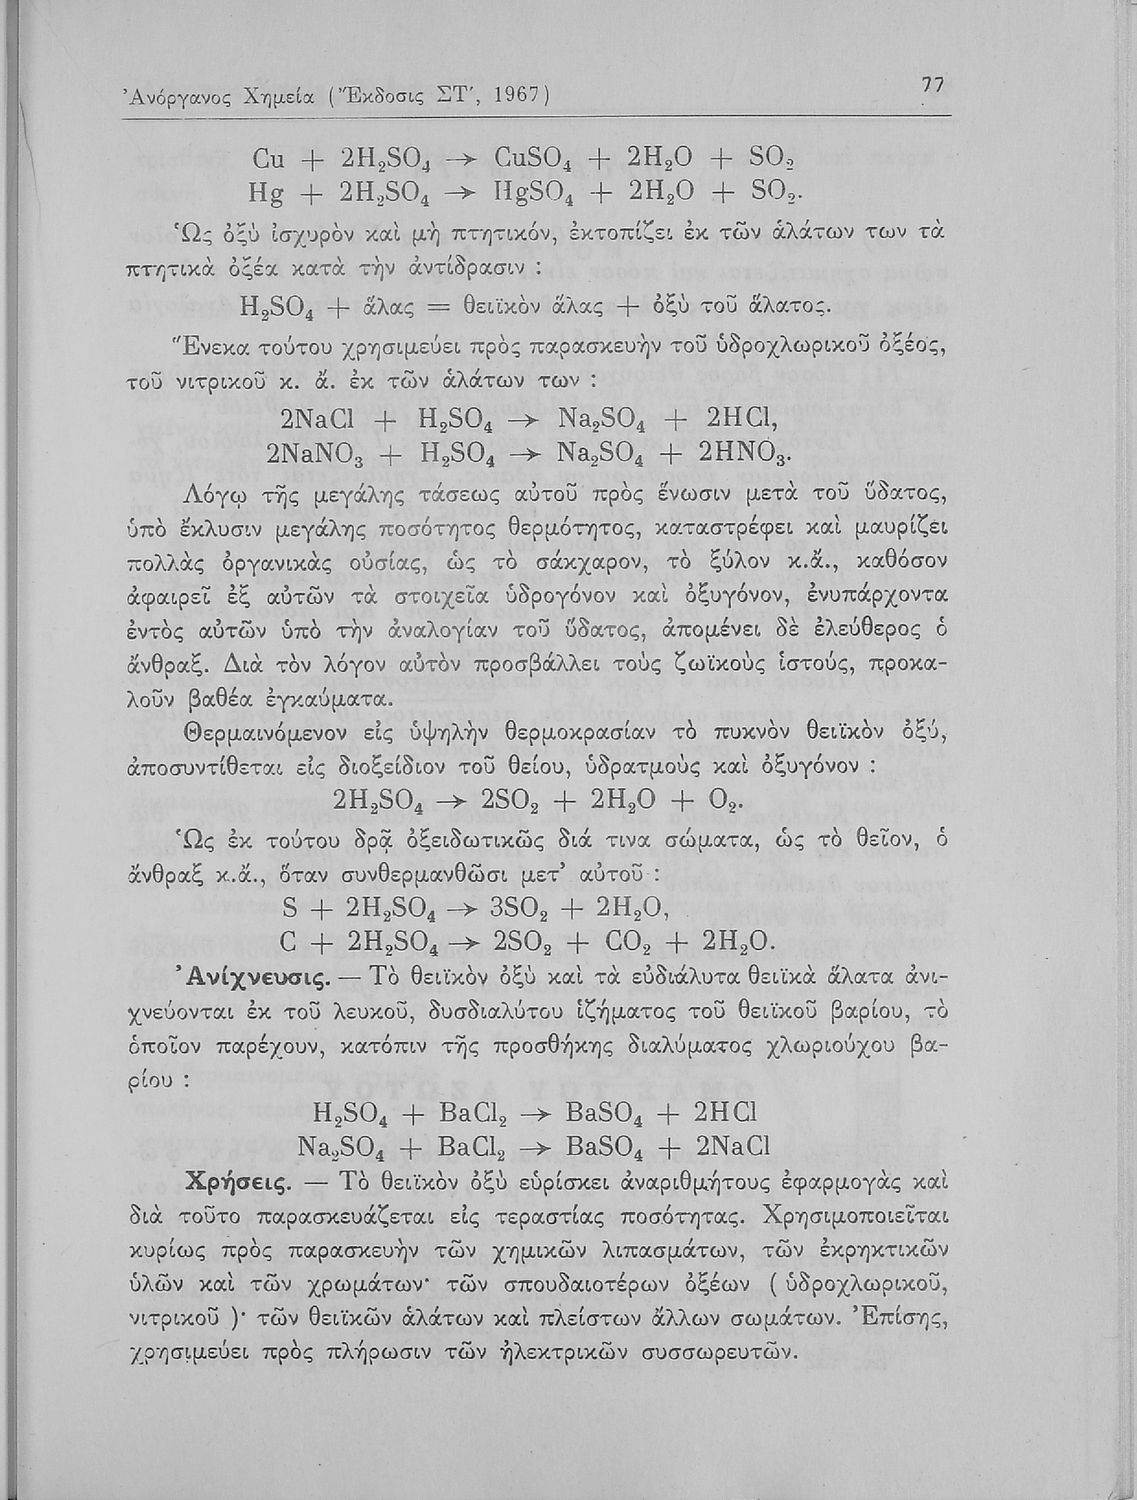 Ἀνόργανος Χημεία (Ἔκδοσις ΣΤ′, 1967)
77
Cu + 2H₂SO₄ → CuSO₄ + 2H₂O + SO₂
Hg + 2H₂SO₄ → HgSO₄ + 2H₂O + SO₂.
Ὡς ὀξὺ ἰσχυρὸν καὶ μὴ πτητικόν, ἐκτοπίζει ἐκ τῶν ἁλάτων των τὰ
πτητικὰ ὀξέα κατὰ τὴν ἀντίδρασιν :
H₂SO₄ + ἅλας = θειϊκὸν ἅλας + ὀξὺ τοῦ ἅλατος.
Ἕνεκα τούτου χρησιμεύει πρὸς παρασκευὴν τοῦ ὑδροχλωρικοῦ ὀξέος,
τοῦ νιτρικοῦ κ. ἄ. ἐκ τῶν ἁλάτων των :
2NaCl + H₂SO₄ → Na₂SO₄ + 2HCl,
2NaNO₃ + H₂SO₄ → Na₂SO₄ + 2HNO₃.
Λόγῳ τῆς μεγάλης τάσεως αὐτοῦ πρὸς ἕνωσιν μετὰ τοῦ ὕδατος,
ὑπὸ ἔκλυσιν μεγάλης ποσότητος θερμότητος, καταστρέφει καὶ μαυρίζει
πολλὰς ὀργανικὰς οὐσίας, ὡς τὸ σάκχαρον, τὸ ξύλον κ.ἄ., καθόσον
ἀφαιρεῖ ἐξ αὐτῶν τὰ στοιχεῖα ὑδρογόνον καὶ ὀξυγόνον, ἐνυπάρχοντα
ἐντὸς αὐτῶν ὑπὸ τὴν ἀναλογίαν τοῦ ὕδατος, ἀπομένει δὲ ἐλεύθερος ὁ
ἄνθραξ. Διὰ τὸν λόγον αὐτὸν προσβάλλει τοὺς ζωϊκοὺς ἱστούς, προκα-
λοῦν βαθέα ἐγκαύματα.
Θερμαινόμενον εἰς ὑψηλὴν θερμοκρασίαν τὸ πυκνὸν θειϊκὸν ὀξύ,
ἀποσυντίθεται εἰς διοξείδιον τοῦ θείου, ὑδρατμοὺς καὶ ὀξυγόνον :
2H₂SO₄ → 2SO₂ + 2H₂O + O₂.
Ὡς ἐκ τούτου δρᾷ ὀξειδωτικῶς διά τινα σώματα, ὡς τὸ θεῖον, ὁ
ἄνθραξ κ.ἄ., ὅταν συνθερμανθῶσι μετ᾽ αὐτοῦ :
S + 2H₂SO₄ → 3SO₂ + 2H₂O,
C + 2H₂SO₄ → 2SO₂ + CO₂ + 2H₂O.
Ἀνίχνευσις. — Τὸ θειϊκὸν ὀξὺ καὶ τὰ εὐδιάλυτα θειϊκὰ ἅλατα ἀνι-
χνεύονται ἐκ τοῦ λευκοῦ, δυσδιαλύτου ἱζήματος τοῦ θειϊκοῦ βαρίου, τὸ
ὁποῖον παρέχουν, κατόπιν τῆς προσθήκης διαλύματος χλωριούχου βα-
ρίου :
H₂SO₄ + BaCl₂ → BaSO₄ + 2HCl
Na₂SO₄ + BaCl₂ → BaSO₄ + 2NaCl
Χρήσεις. — Τὸ θειϊκὸν ὀξὺ εὑρίσκει ἀναριθμήτους ἐφαρμογὰς καὶ
διὰ τοῦτο παρασκευάζεται εἰς τεραστίας ποσότητας. Χρησιμοποιεῖται
κυρίως πρὸς παρασκευὴν τῶν χημικῶν λιπασμάτων, τῶν ἐκρηκτικῶν
ὑλῶν καὶ τῶν χρωμάτων· τῶν σπουδαιοτέρων ὀξέων ( ὑδροχλωρικοῦ,
νιτρικοῦ )· τῶν θειϊκῶν ἁλάτων καὶ πλείστων ἄλλων σωμάτων. Ἐπίσης,
χρησιμεύει πρὸς πλήρωσιν τῶν ἠλεκτρικῶν συσσωρευτῶν.